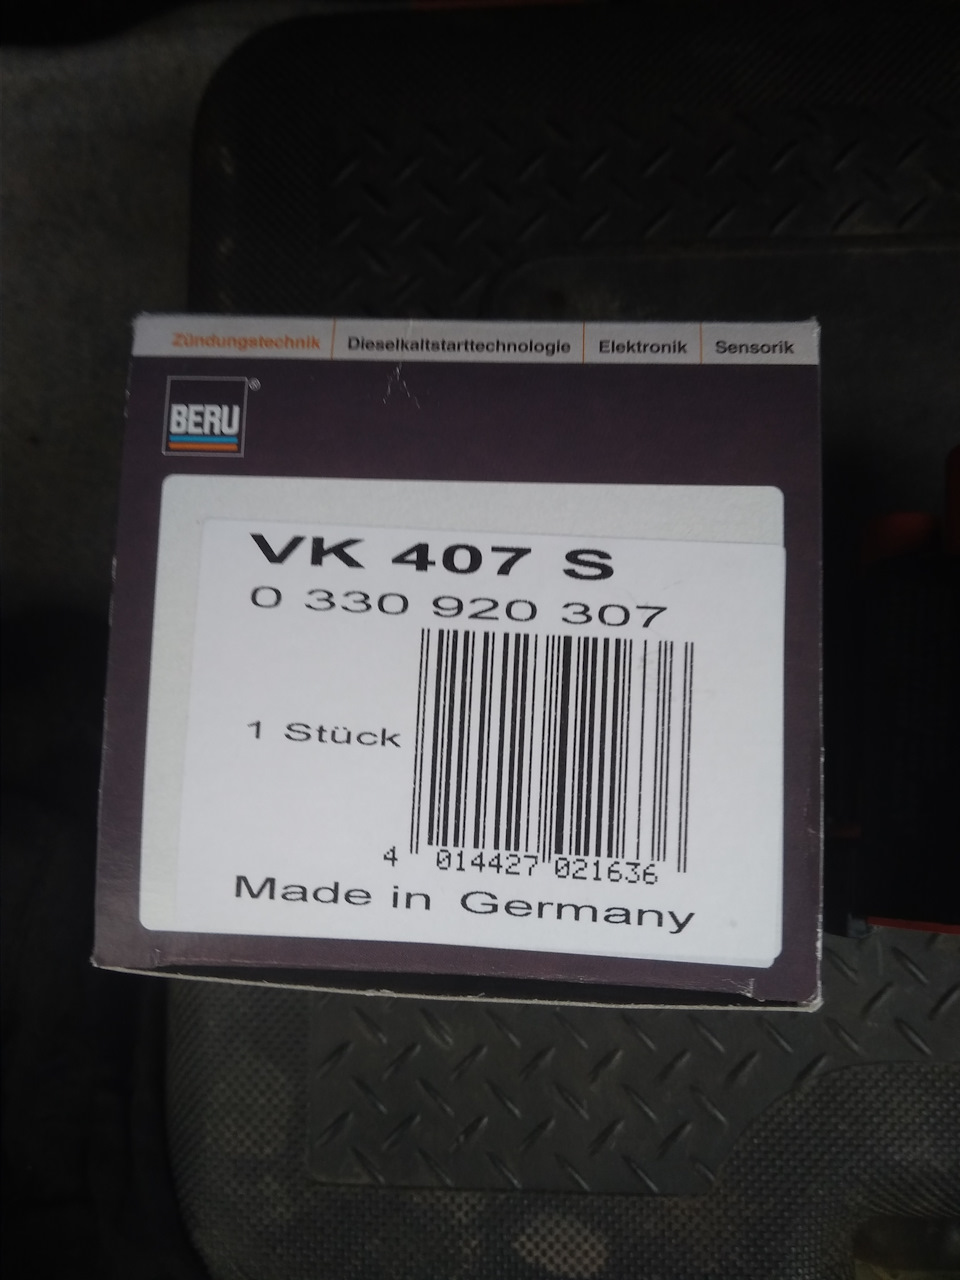 Zündungstechnik Dieselkaltstarttechnologie Elektronik Sensorik
BERU®
VK 407 S
0 330 920 307
1 Stück
4 014427 021636
Made in Germany